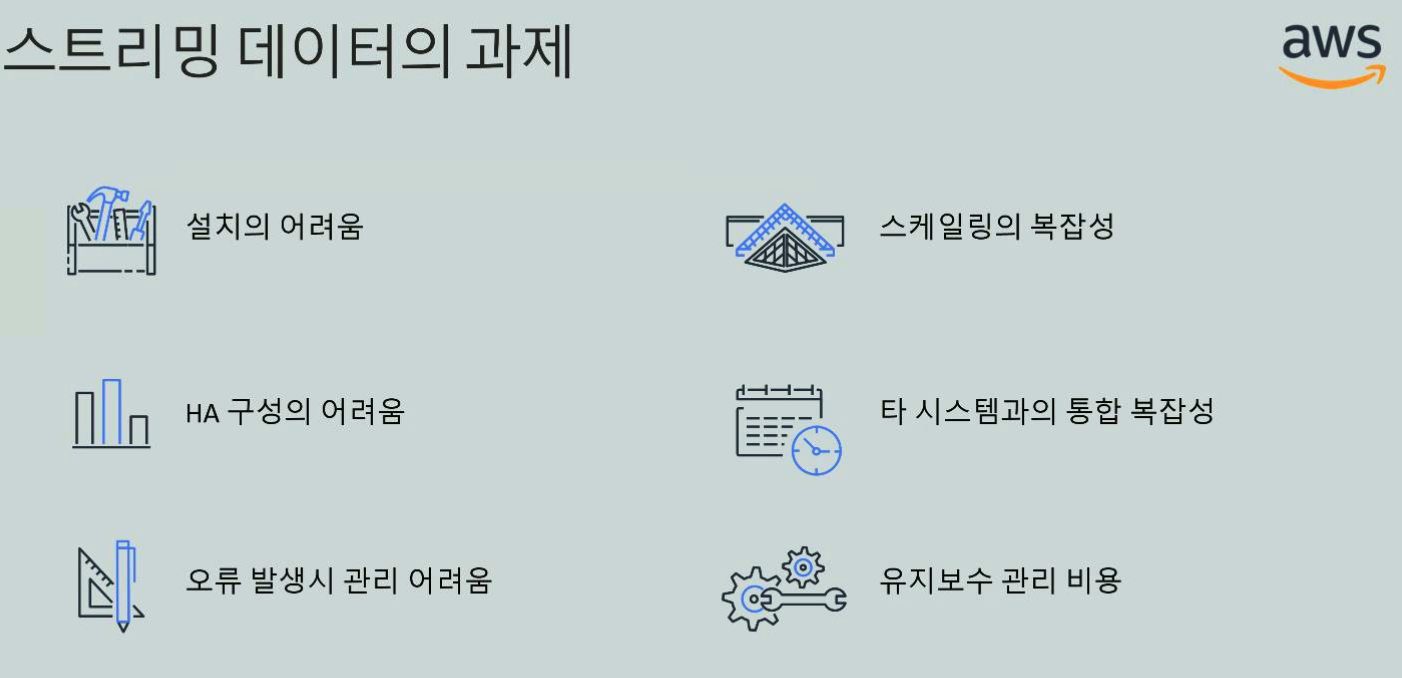 스트리밍 데이터의 과제
aws
설치의 어려움
스케일링의 복잡성
HA 구성의 어려움
타 시스템과의 통합 복잡성
오류 발생시 관리 어려움
유지보수 관리 비용